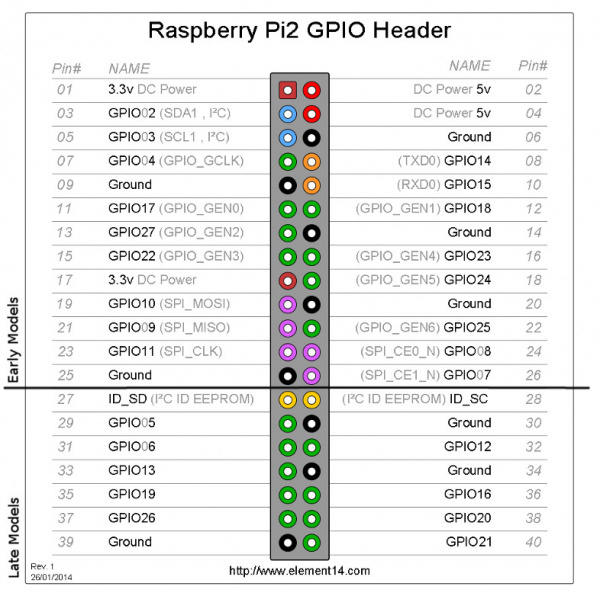 Raspberry Pi2 GPIO Header
Pin# NAME NAME Pin#
01 3.3v DC Power DC Power 5v 02
03 GPIO02 (SDA1 , I²C) DC Power 5v 04
05 GPIO03 (SCL1 , I²C) Ground 06
07 GPIO04 (GPIO_GCLK) (TXD0) GPIO14 08
09 Ground (RXD0) GPIO15 10
11 GPIO17 (GPIO_GEN0) (GPIO_GEN1) GPIO18 12
13 GPIO27 (GPIO_GEN2) Ground 14
15 GPIO22 (GPIO_GEN3) (GPIO_GEN4) GPIO23 16
17 3.3v DC Power (GPIO_GEN5) GPIO24 18
19 GPIO10 (SPI_MOSI) Ground 20
21 GPIO09 (SPI_MISO) (GPIO_GEN6) GPIO25 22
23 GPIO11 (SPI_CLK) (SPI_CE0_N) GPIO08 24
25 Ground (SPI_CE1_N) GPIO07 26
Early Models
27 ID_SD (I²C ID EEPROM) (I²C ID EEPROM) ID_SC 28
29 GPIO05 Ground 30
31 GPIO06 GPIO12 32
33 GPIO13 Ground 34
35 GPIO19 GPIO16 36
37 GPIO26 GPIO20 38
39 Ground GPIO21 40
Late Models
Rev. 1
26/01/2014
http://www.element14.com